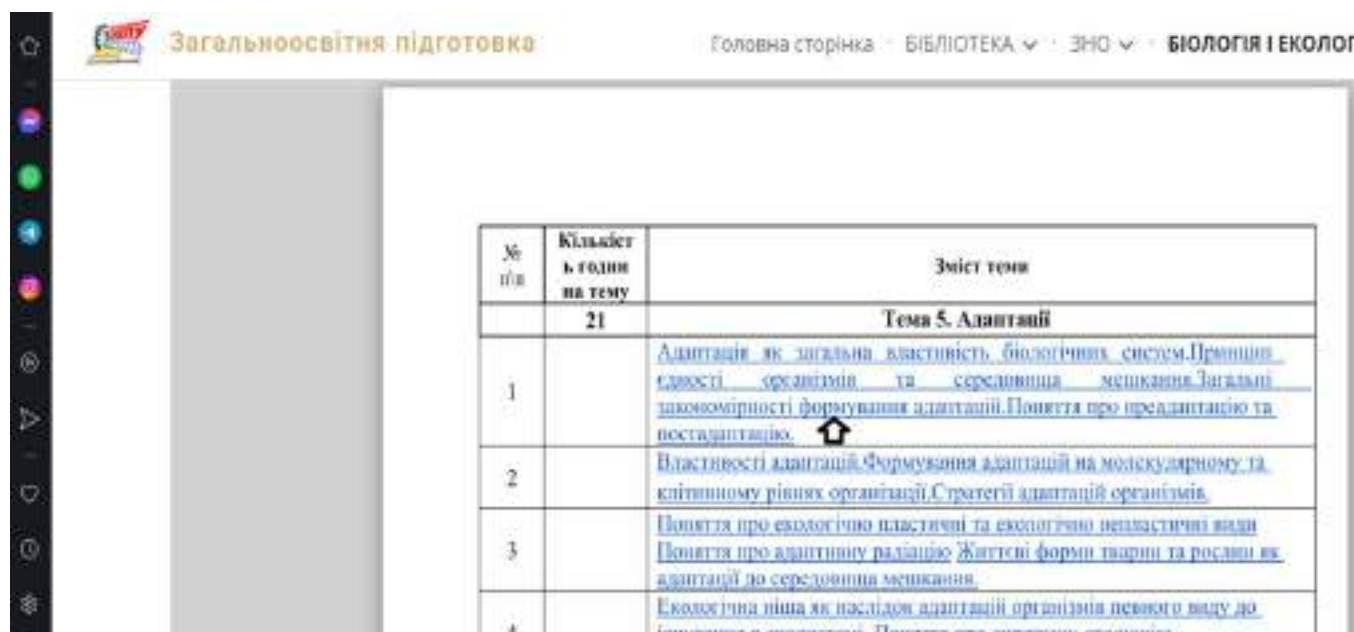 Загальноосвітня підготовка
Головна сторінка · БІБЛІОТЕКА · ЗНО · БІОЛОГІЯ І ЕКОЛОГ
№ п\п
Кількіст
ь годин
на тему
Зміст теми
21
Тема 5. Адаптації
1
Адаптація як загальна властивість біологічних систем.Принцип
єдності організмів та середовища мешкання.Загальні
закономірності формування адаптацій.Поняття про преадаптацію та
постадаптацію.
2
Властивості адаптацій.Формування адаптацій на молекулярному та
клітинному рівнях організації.Стратегії адаптацій організмів.
3
Поняття про екологічно пластичні та екологічно непластичні види
Поняття про адаптивну радіацію Життєві форми тварин та рослин як
адаптації до середовища мешкання.
4
Екологічна ніша як наслідок адаптацій організмів певного виду до